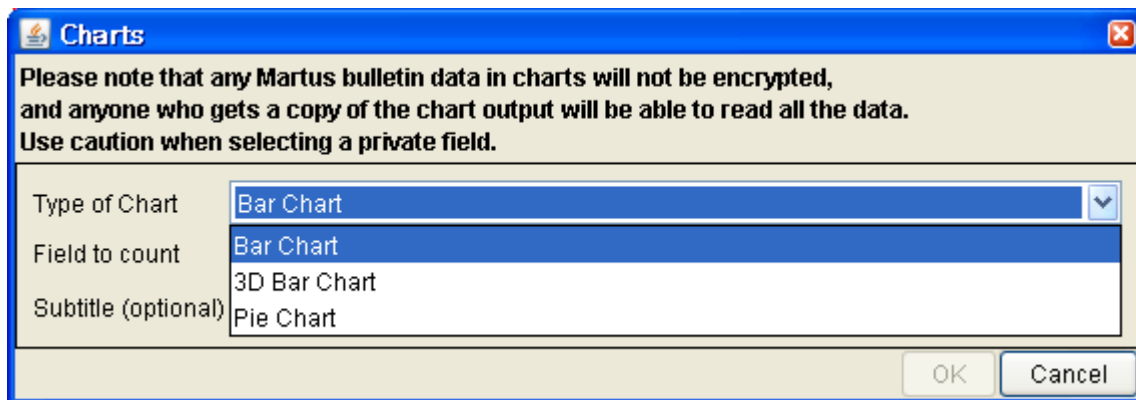 Charts
Please note that any Martus bulletin data in charts will not be encrypted,
and anyone who gets a copy of the chart output will be able to read all the data.
Use caution when selecting a private field.
Type of Chart Bar Chart
Field to count Bar Chart
3D Bar Chart
Subtitle (optional) Pie Chart
OK Cancel